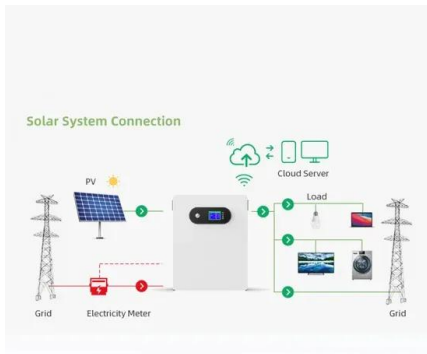 Solar System Connection
Cloud Server
PV
Load
Grid
Electricity Meter
Grid